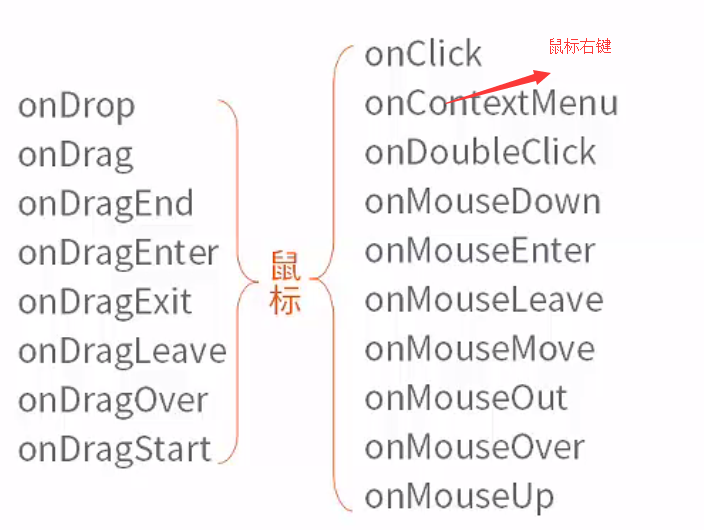 onDrop
onDrag
onDragEnd
onDragEnter
onDragExit
onDragLeave
onDragOver
onDragStart
鼠
标
onClick
鼠标右键
onContextMenu
onDoubleClick
onMouseDown
onMouseEnter
onMouseLeave
onMouseMove
onMouseOut
onMouseOver
onMouseUp